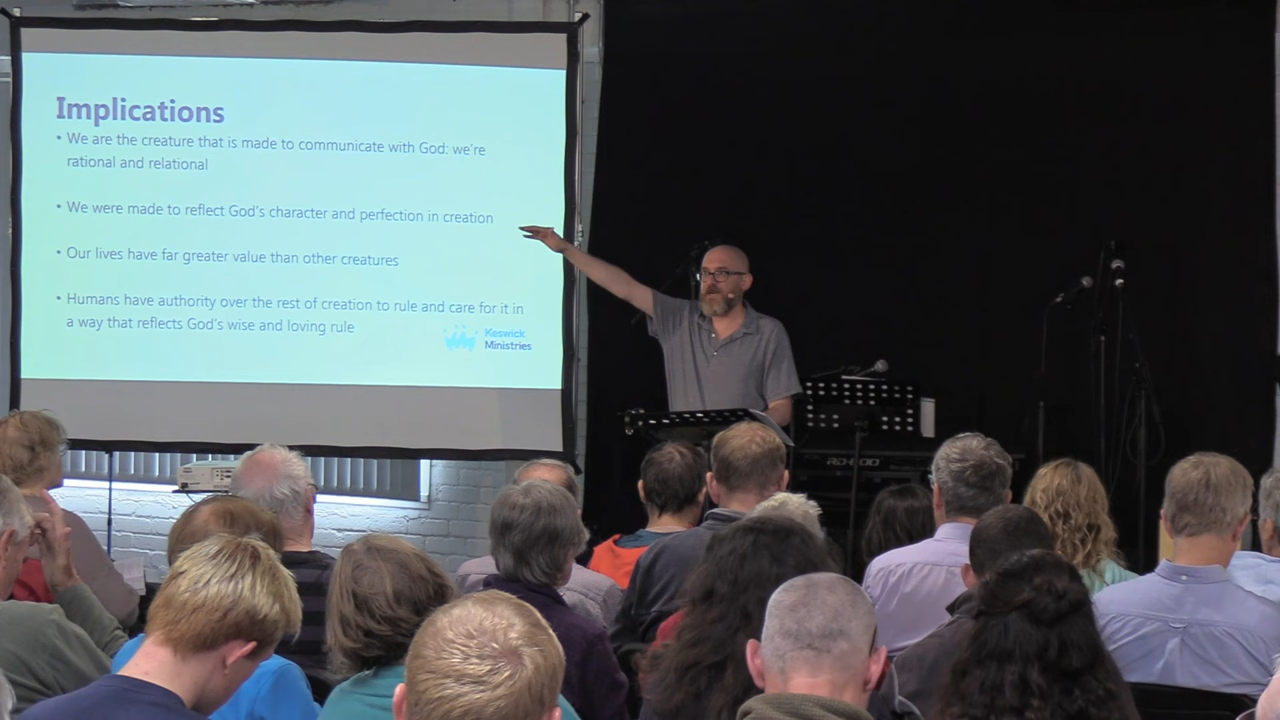 Implications
• We are the creature that is made to communicate with God: we're
rational and relational
• We were made to reflect God's character and perfection in creation
• Our lives have far greater value than other creatures
• Humans have authority over the rest of creation to rule and care for it in
a way that reflects God's wise and loving rule
Keswick
Ministries
RD-800